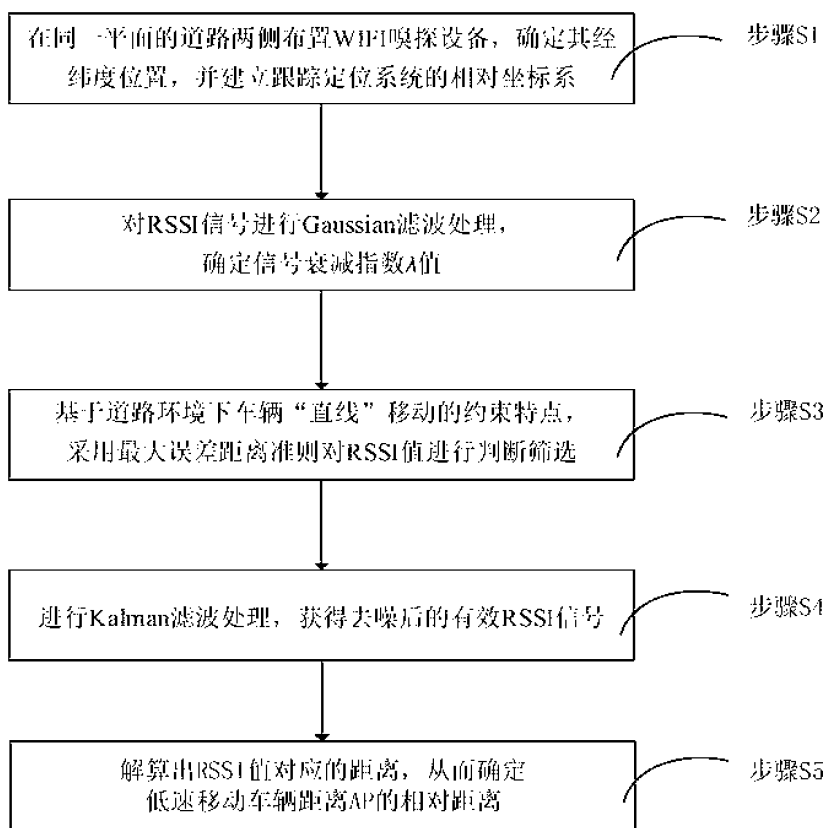 在同一平面的道路两侧布置WIFI嗅探设备，确定其经
纬度位置，并建立跟踪定位系统的相对坐标系
步骤S1
对RSSI信号进行Gaussian滤波处理，
确定信号衰减指数λ值
步骤S2
基于道路环境下车辆“直线”移动的约束特点，
采用最大误差距离准则对RSSI值进行判断筛选
步骤S3
进行Kalman滤波处理，获得去噪后的有效RSSI信号
步骤S4
解算出RSSI值对应的距离，从而确定
低速移动车辆距离AP的相对距离
步骤S5